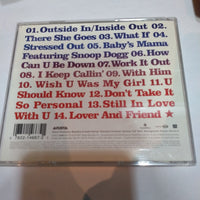 01.Outside In/Inside Out 02.
There She Goes 03.What If 04.
Stressed Out 05.Baby's Mama
Featuring Snoop Dogg 06.How
Can U Be Down 07.Work It Out
08.I Keep Callin' 09.With Him
10.Wish U Was My Girl 11.U
Should Know 12.Don't Take It
So Personal 13.Still In Love
With U 14.Lover And Friend ★
ARISTA